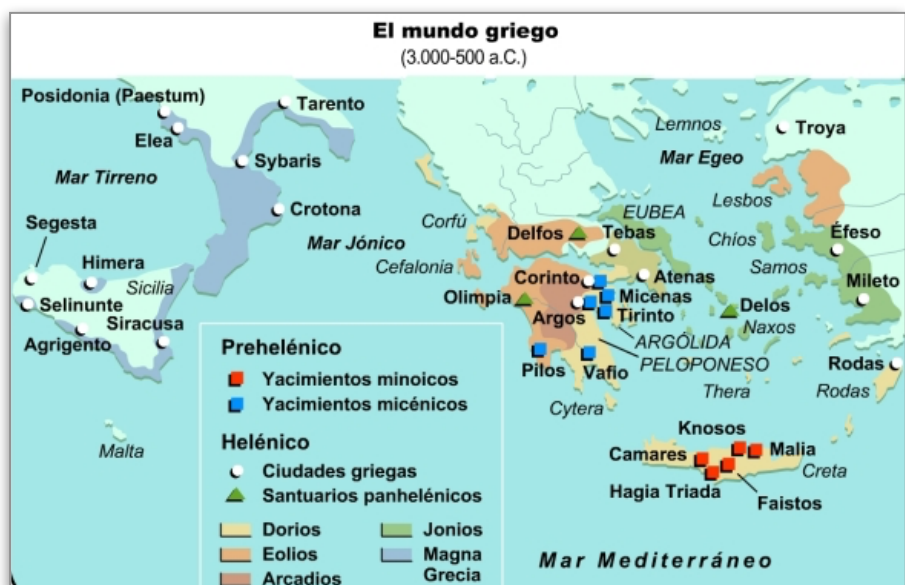 El mundo griego
(3.000-500 a.C.)
Posidonia (Paestum)
Tarento
Elea
Sybaris
Mar Tirreno
Crotona
Mar Jónico
Segesta
Himera
Sicilia
Selinunte
Siracusa
Agrigento
Malta
Lemnos
Troya
Mar Egeo
Lesbos
Corfú
EUBEA
Delfos
Tebas
Chíos
Éfeso
Cefalonia
Samos
Corinto
Atenas
Mileto
Olimpia
Micenas
Delos
Argos
Tirinto
Naxos
ARGÓLIDA
PELOPONESO
Pilos
Vafio
Rodas
Thera
Rodas
Cytera
Knosos
Camares
Malia
Creta
Hagia Triada
Faistos
Mar Mediterráneo
Prehelénico
Yacimientos minoicos
Yacimientos micénicos
Helénico
Ciudades griegas
Santuarios panhelénicos
Dorios
Jonios
Eolios
Magna
Grecia
Arcadios